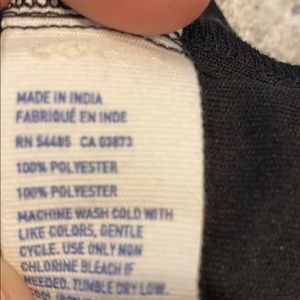 MADE IN INDIA
FABRIQUÉ EN INDE
RN 54485 CA 03873
100% POLYESTER
100% POLYESTER
MACHINE WASH COLD WITH
LIKE COLORS, GENTLE
CYCLE. USE ONLY NON
CHLORINE BLEACH IF
NEEDED. TUMBLE DRY LOW.